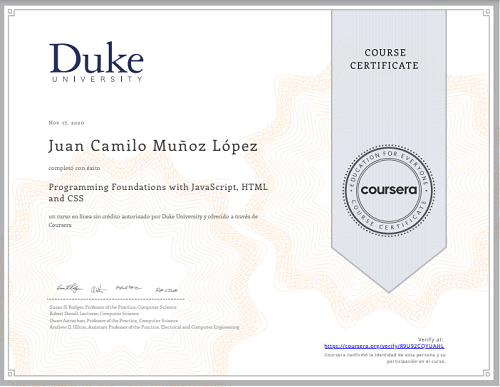 Duke
UNIVERSITY
COURSE
CERTIFICATE
Nov 17, 2020
Juan Camilo Muñoz López
completó con éxito
Programming Foundations with JavaScript, HTML
and CSS
un curso en línea sin crédito autorizado por Duke University y ofrecido a través de
Coursera
EDUCATION FOR EVERYONE
coursera
COURSE CERTIFICATE
Susan H. Rodger, Professor of the Practice, Computer Science
Robert Duvall, Lecturer, Computer Science
Owen Astrachan, Professor of the Practice, Computer Science
Andrew D. Hilton, Assistant Professor of the Practice, Electrical and Computer Engineering
Verify at:
https://coursera.org/verify/
Coursera confirmó la identidad de esta persona y su
participación en el curso.